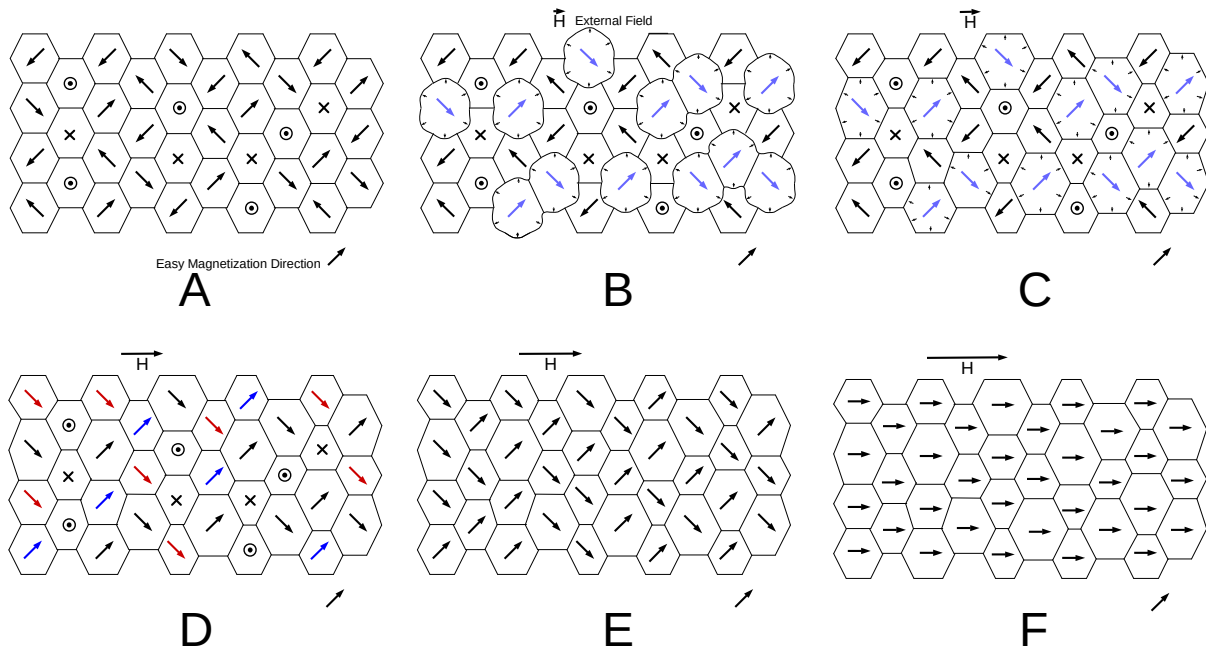 H External Field
H
Easy Magnetization Direction
A
B
C
H
H
H
D
E
F